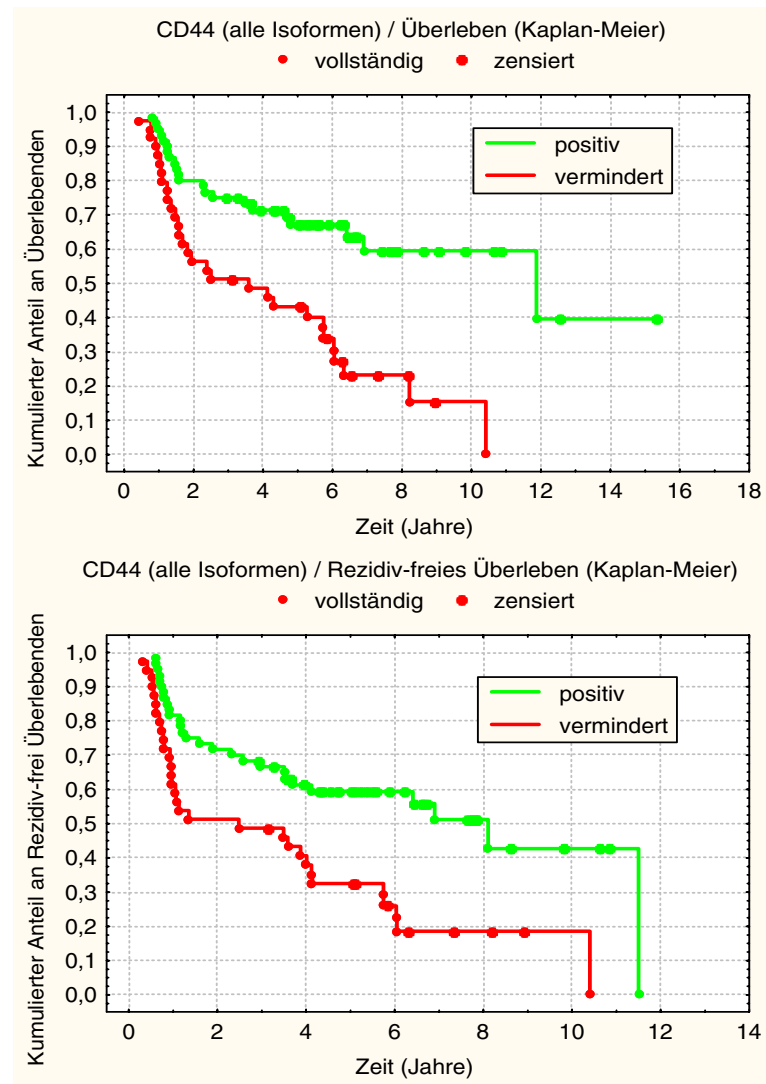 CD44 (alle Isoformen) / Überleben (Kaplan-Meier)
vollständig zensiert
Kumulierter Anteil an Überlebenden
1,0
0,9
0,8
0,7
0,6
0,5
0,4
0,3
0,2
0,1
0,0
positiv
vermindert
0 2 4 6 8 10 12 14 16 18
Zeit (Jahre)
CD44 (alle Isoformen) / Rezidiv-freies Überleben (Kaplan-Meier)
vollständig zensiert
Kumulierter Anteil an Rezidiv-frei Überlebenden
1,0
0,9
0,8
0,7
0,6
0,5
0,4
0,3
0,2
0,1
0,0
positiv
vermindert
0 2 4 6 8 10 12 14
Zeit (Jahre)